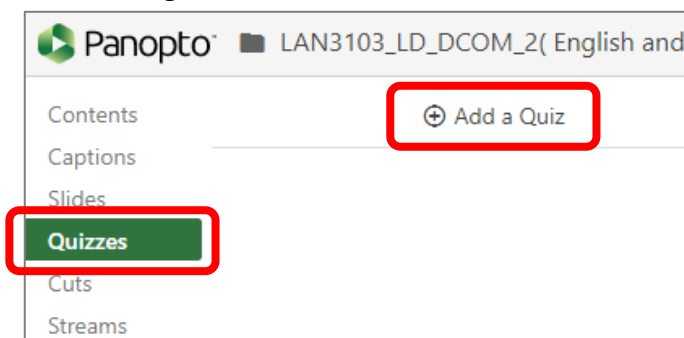 Panopto LAN3103_LD_DCOM_2( English and
Contents
Add a Quiz
Captions
Slides
Quizzes
Cuts
Streams